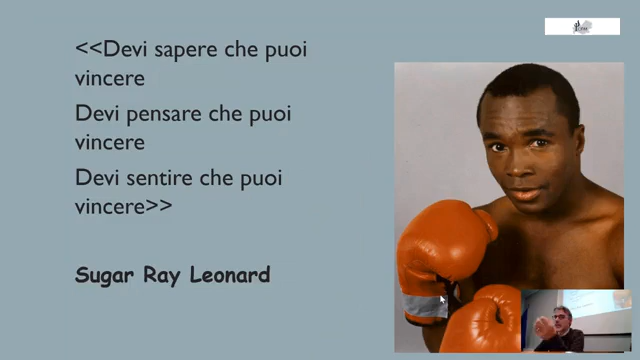 <<Devi sapere che puoi
vincere
Devi pensare che puoi
vincere
Devi sentire che puoi
vincere>>
Sugar Ray Leonard